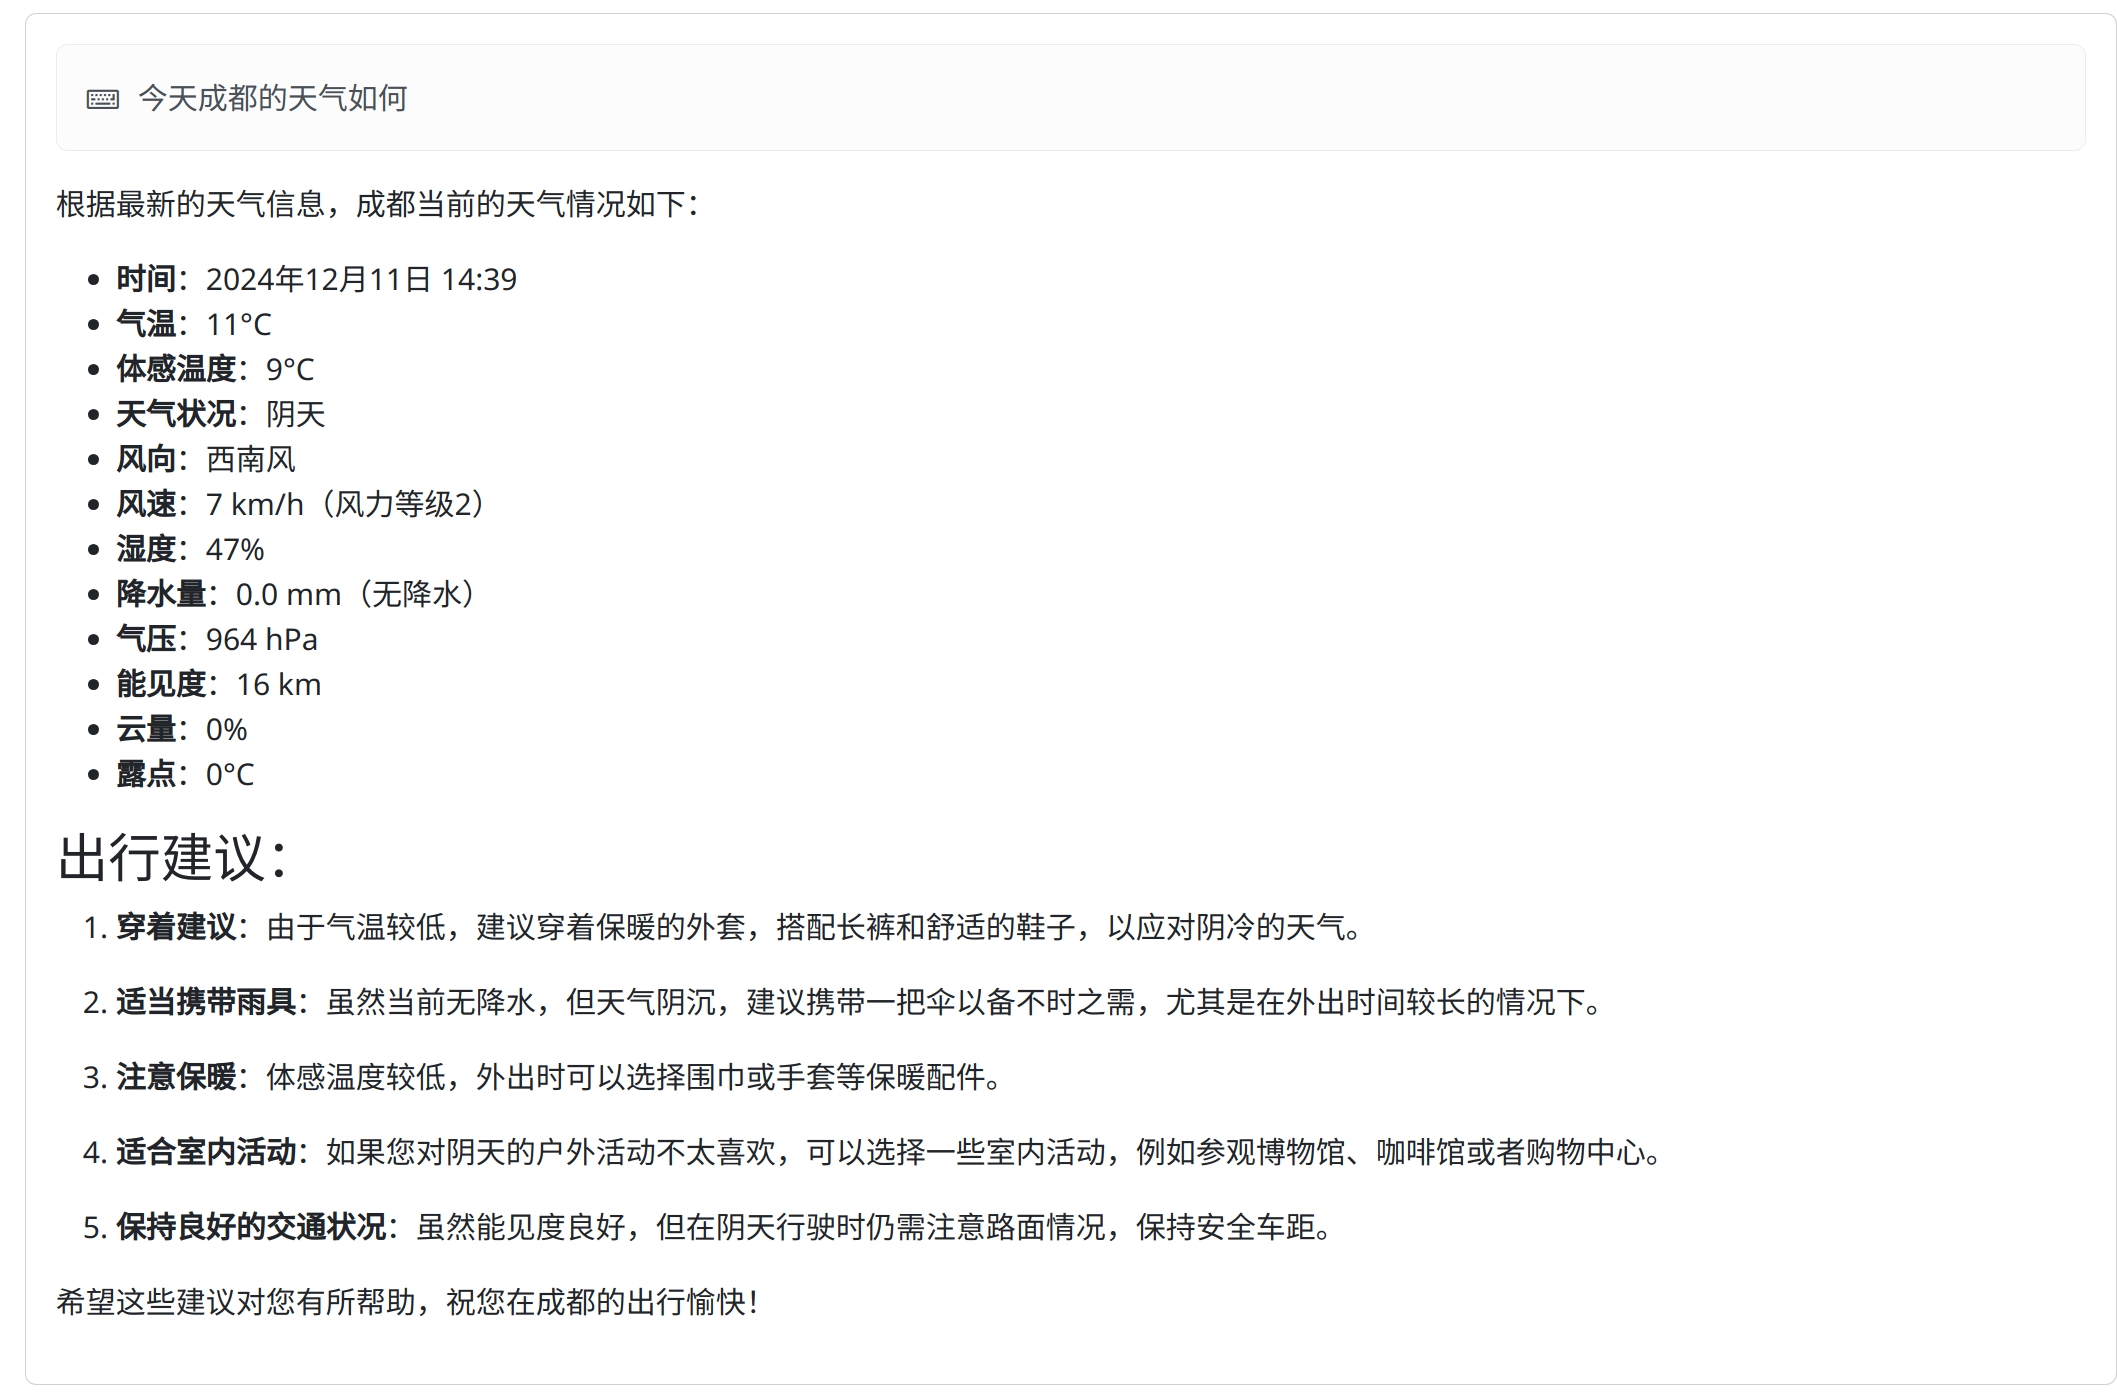 今天成都的天气如何
根据最新的天气信息，成都当前的天气情况如下：
• 时间：2024年12月11日 14:39
• 气温：11°C
• 体感温度：9°C
• 天气状况：阴天
• 风向：西南风
• 风速：7 km/h（风力等级2）
• 湿度：47%
• 降水量：0.0 mm（无降水）
• 气压：964 hPa
• 能见度：16 km
• 云量：0%
• 露点：0°C
出行建议：
1. 穿着建议：由于气温较低，建议穿着保暖的外套，搭配长裤和舒适的鞋子，以应对阴冷的天气。
2. 适当携带雨具：虽然当前无降水，但天气阴沉，建议携带一把伞以备不时之需，尤其是在外出时间较长的情况下。
3. 注意保暖：体感温度较低，外出时可以选择围巾或手套等保暖配件。
4. 适合室内活动：如果您对阴天的户外活动不太喜欢，可以选择一些室内活动，例如参观博物馆、咖啡馆或者购物中心。
5. 保持良好的交通状况：虽然能见度良好，但在阴天行驶时仍需注意路面情况，保持安全车距。
希望这些建议对您有所帮助，祝您在成都的出行愉快！